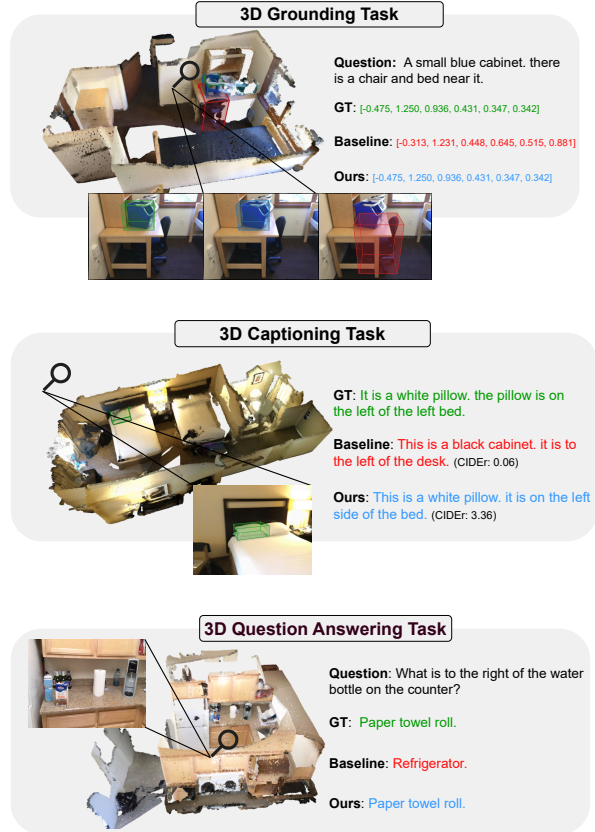 3D Grounding Task
Question: A small blue cabinet. there
is a chair and bed near it.
GT: [-0.475, 1.250, 0.936, 0.431, 0.347, 0.342]
Baseline: [-0.313, 1.231, 0.448, 0.645, 0.515, 0.881]
Ours: [-0.475, 1.250, 0.936, 0.431, 0.347, 0.342]
3D Captioning Task
GT: It is a white pillow. the pillow is on
the left of the left bed.
Baseline: This is a black cabinet. it is to
the left of the desk. (CIDEr: 0.06)
Ours: This is a white pillow. it is on the left
side of the bed. (CIDEr: 3.36)
3D Question Answering Task
Question: What is to the right of the water
bottle on the counter?
GT: Paper towel roll.
Baseline: Refrigerator.
Ours: Paper towel roll.